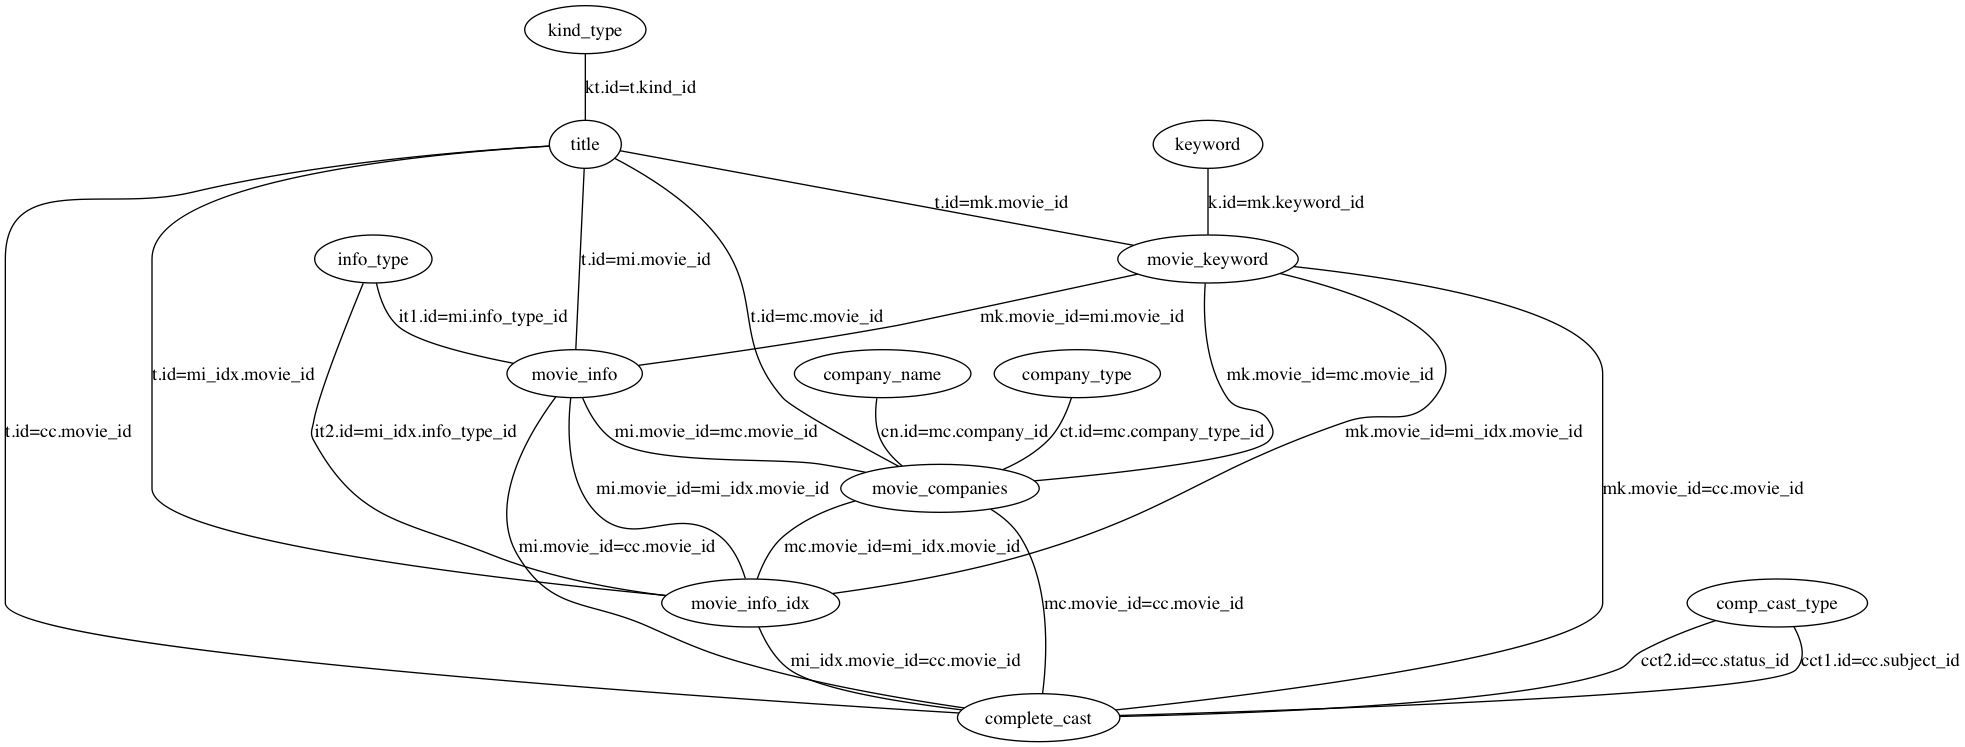 kind_type
kt.id=t.kind_id
title
keyword
t.id=mk.movie_id
k.id=mk.keyword_id
info_type
t.id=mi.movie_id
movie_keyword
it1.id=mi.info_type_id
t.id=mc.movie_id
mk.movie_id=mi.movie_id
t.id=mi_idx.movie_id
movie_info
company_name
company_type
mk.movie_id=mc.movie_id
t.id=cc.movie_id
it2.id=mi_idx.info_type_id
mi.movie_id=mc.movie_id
cn.id=mc.company_id
ct.id=mc.company_type_id
mk.movie_id=mi_idx.movie_id
mi.movie_id=mi_idx.movie_id
movie_companies
mk.movie_id=cc.movie_id
mi.movie_id=cc.movie_id
mc.movie_id=mi_idx.movie_id
movie_info_idx
mc.movie_id=cc.movie_id
comp_cast_type
mi_idx.movie_id=cc.movie_id
cct2.id=cc.status_id
cct1.id=cc.subject_id
complete_cast